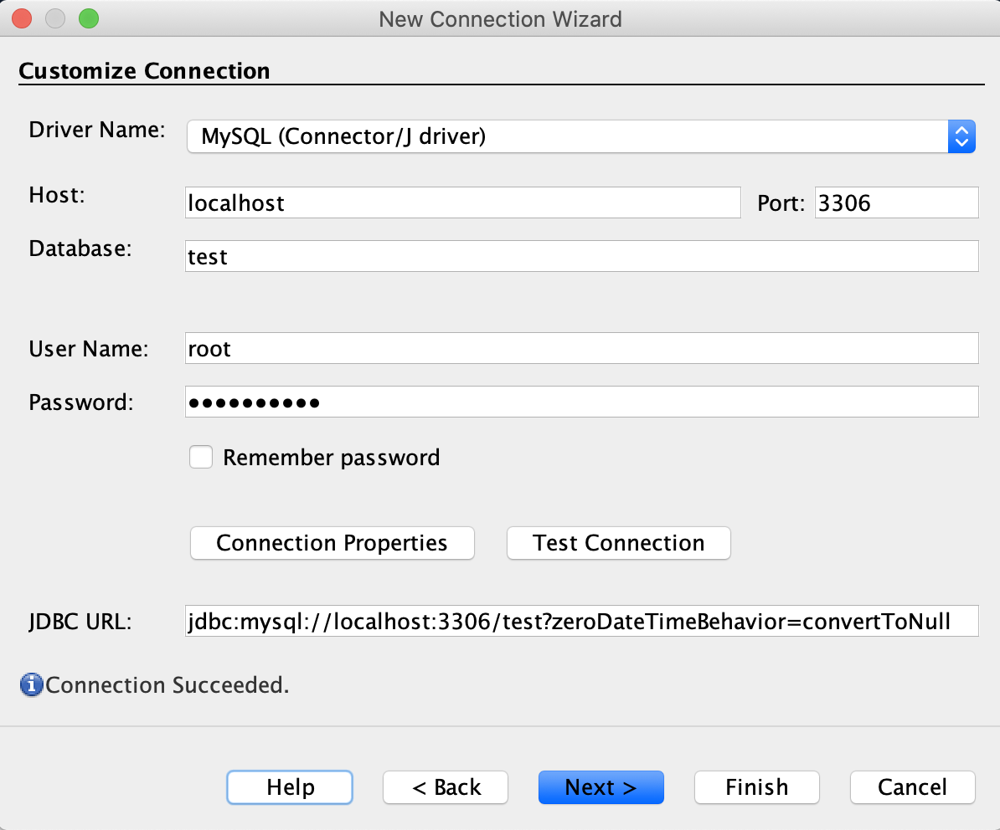 New Connection Wizard
Customize Connection
Driver Name: MySQL (Connector/J driver)
Host: localhost Port: 3306
Database: test
User Name: root
Password: ••••••••••
Remember password
Connection Properties Test Connection
JDBC URL: jdbc:mysql://localhost:3306/test?zeroDateTimeBehavior=convertToNull
Connection Succeeded.
Help < Back Next > Finish Cancel